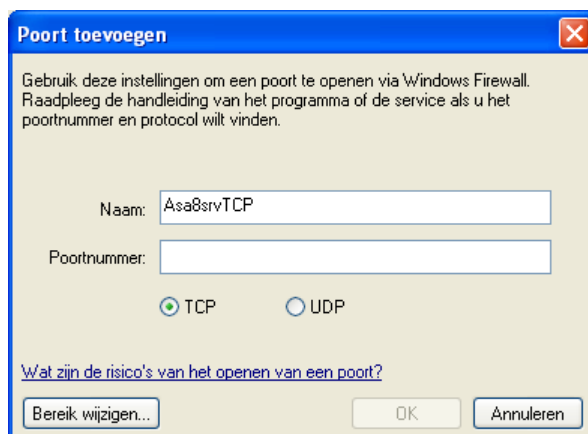 Poort toevoegen
Gebruik deze instellingen om een poort te openen via Windows Firewall.
Raadpleeg de handleiding van het programma of de service als u het
poortnummer en protocol wilt vinden.
Naam: Asa8srvTCP
Poortnummer:
TCP UDP
Wat zijn de risico's van het openen van een poort?
Bereik wijzigen... OK Annuleren